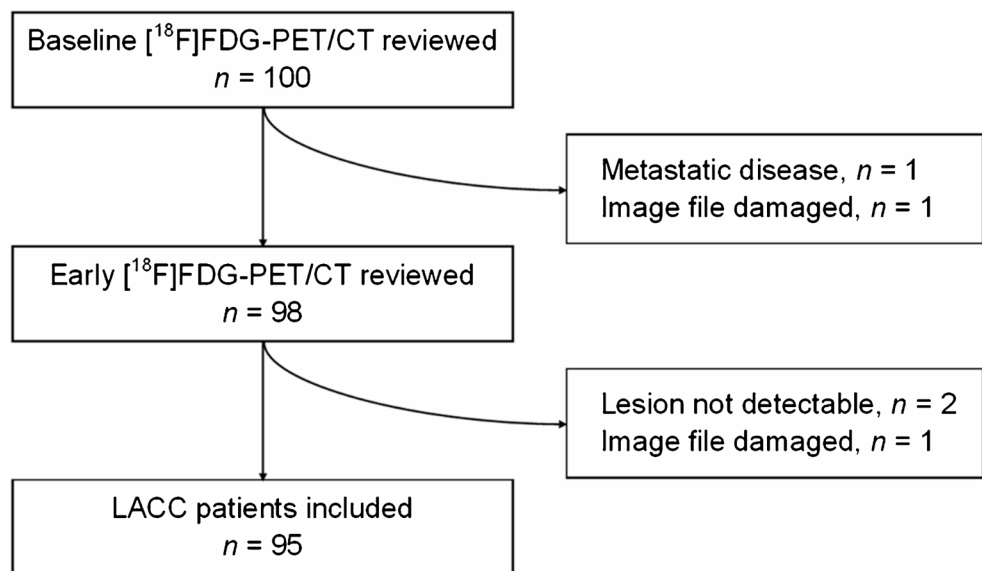 Baseline [¹⁸F]FDG-PET/CT reviewed
n = 100
Metastatic disease, n = 1
Image file damaged, n = 1
Early [¹⁸F]FDG-PET/CT reviewed
n = 98
Lesion not detectable, n = 2
Image file damaged, n = 1
LACC patients included
n = 95